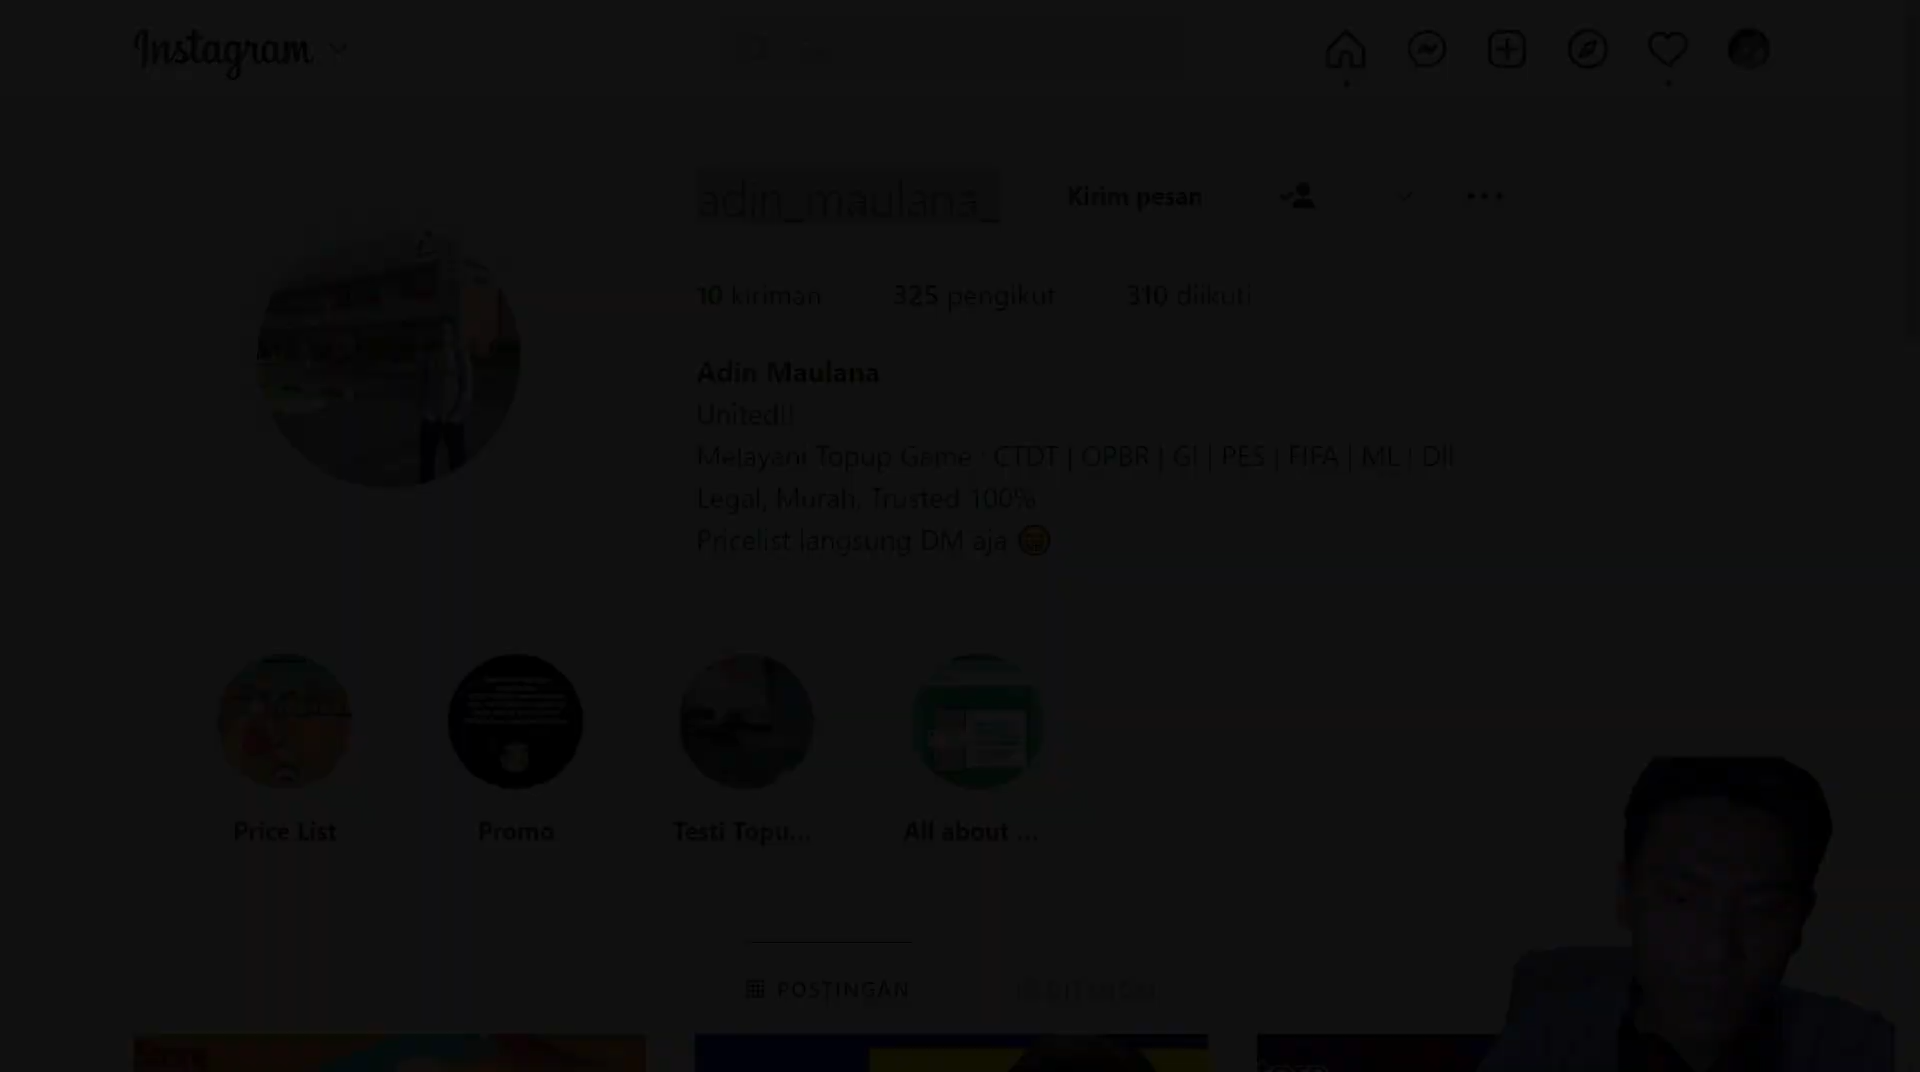 Instagram
adin_maulana_
Kirim pesan
10 kiriman 325 pengikut 310 diikuti
Adin Maulana
United!!
Melayani Topup Game : CTDT | OPBR | GI | PES | FIFA | ML | Dll
Legal, Murah, Trusted 100%
Pricelist langsung DM aja 😁
Price List Promo Testi Topu... All about ...
POSTINGAN